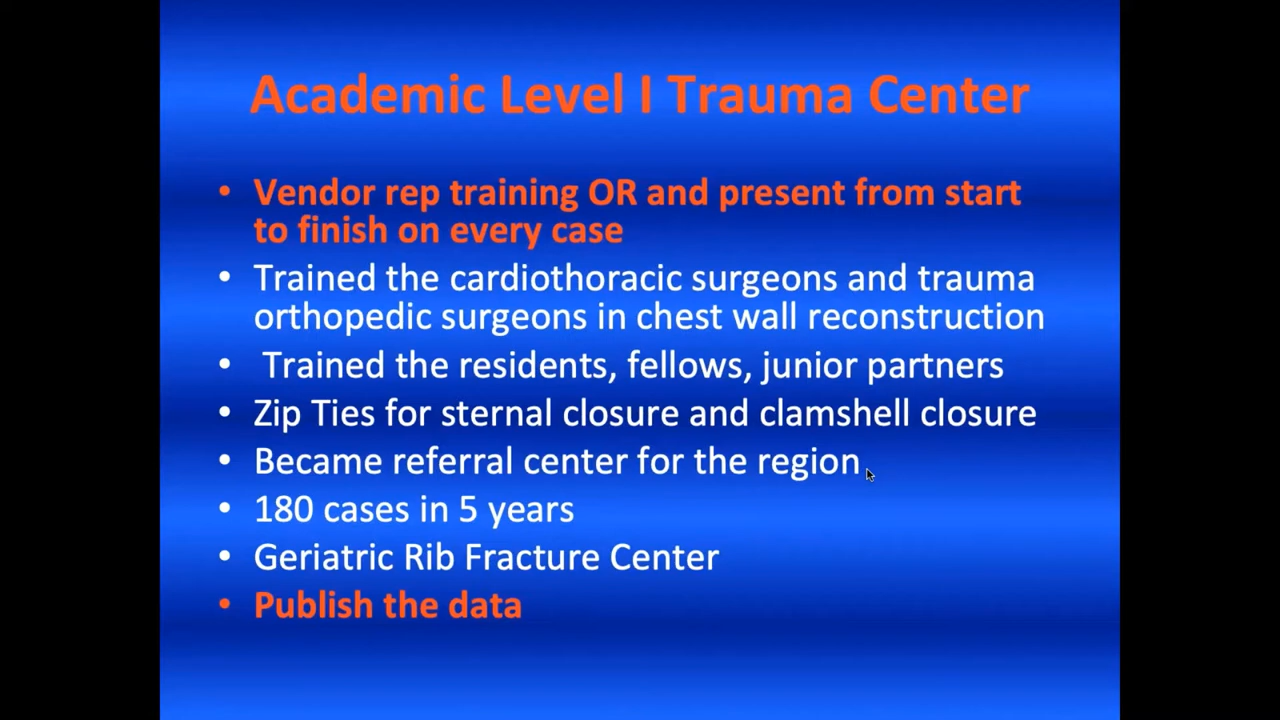 Academic Level I Trauma Center
• Vendor rep training OR and present from start
to finish on every case
• Trained the cardiothoracic surgeons and trauma
orthopedic surgeons in chest wall reconstruction
• Trained the residents, fellows, junior partners
• Zip Ties for sternal closure and clamshell closure
• Became referral center for the region
• 180 cases in 5 years
• Geriatric Rib Fracture Center
• Publish the data